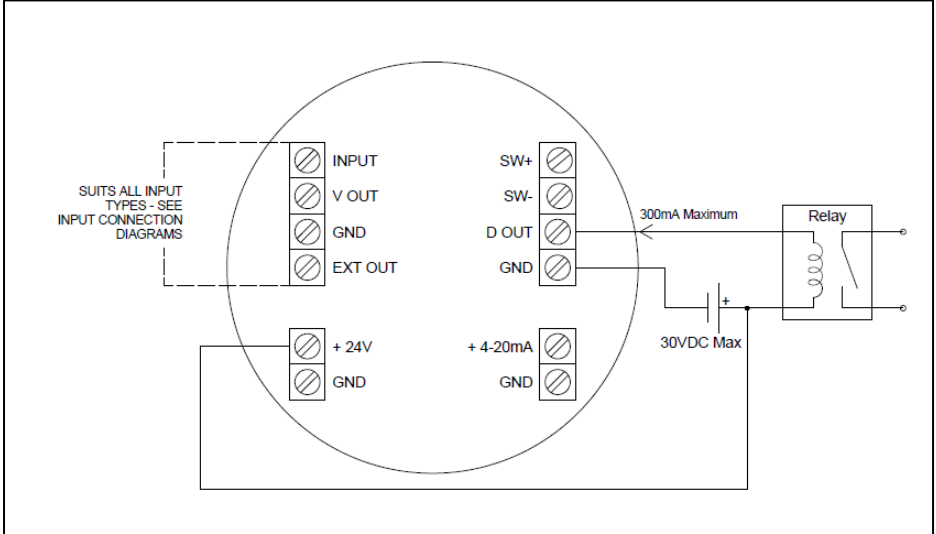 SUITS ALL INPUT
TYPES - SEE
INPUT CONNECTION
DIAGRAMS
INPUT
V OUT
GND
EXT OUT
+ 24V
GND
SW+
SW-
D OUT
GND
+ 4-20mA
GND
300mA Maximum
+
30VDC Max
Relay